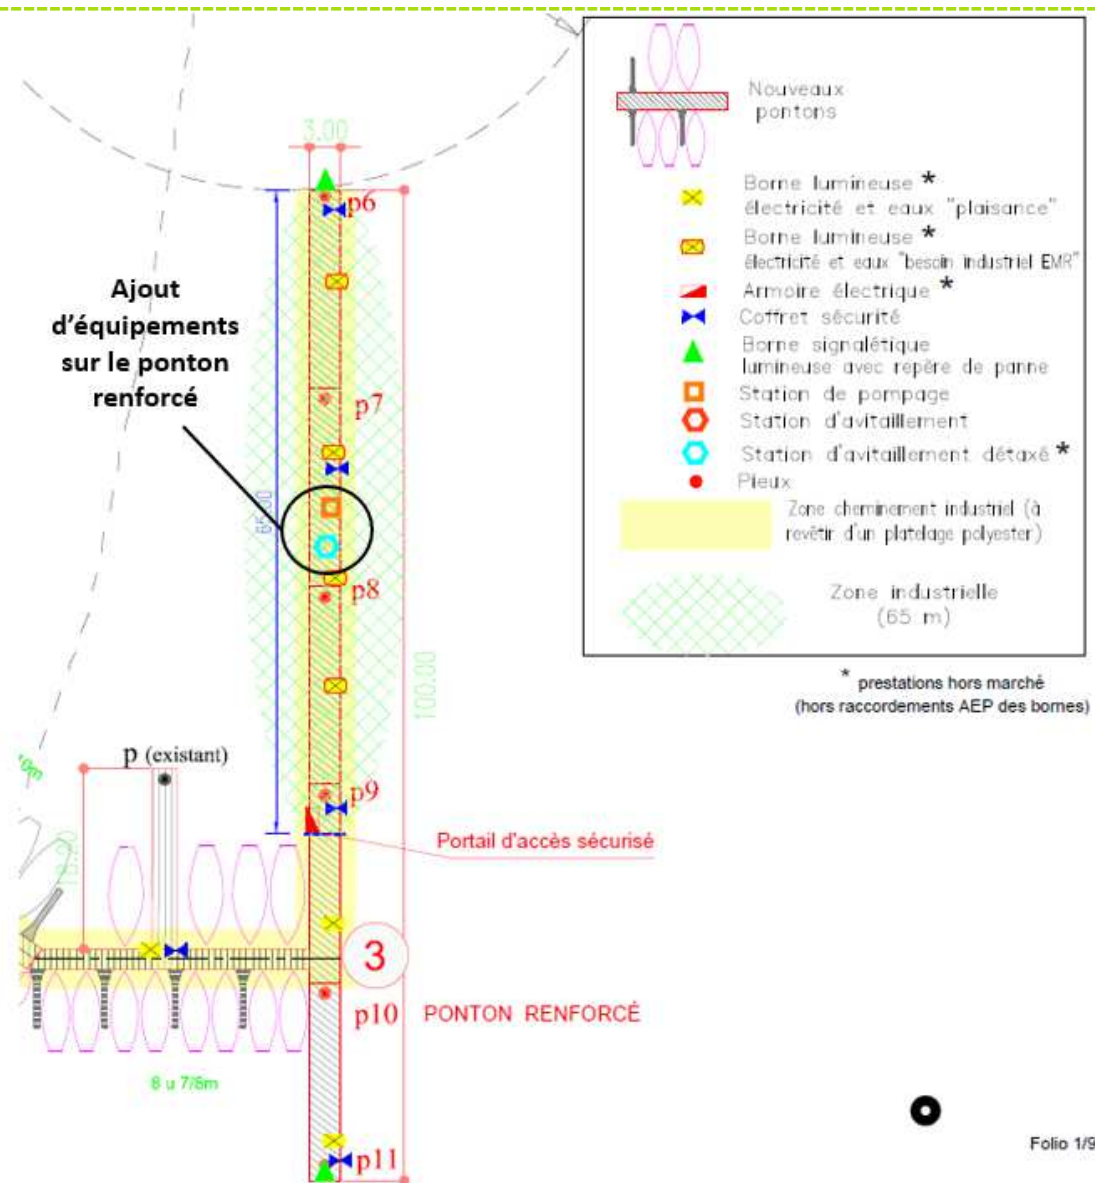 3.00
p6
Ajout
d'équipements
sur le ponton
renforcé
p7
65.00
p8
100.00
p (existant)
p9
Portail d'accès sécurisé
3
p10 PONTON RENFORCÉ
8 u 7/8m
p11
Nouveaux
pontons
Borne lumineuse *
électricité et eaux "plaisance"
Borne lumineuse *
électricité et eaux "besoin industriel EMR"
Armoire électrique *
Coffret sécurité
Borne signalétique
lumineuse avec repère de panne
Station de pompage
Station d'avitaillement
Station d'avitaillement détaxé *
Pieux
Zone cheminement industriel (à
revêtir d'un platelage polyester)
Zone industrielle
(65 m)
* prestations hors marché
(hors raccordements AEP des bornes)
Folio 1/9